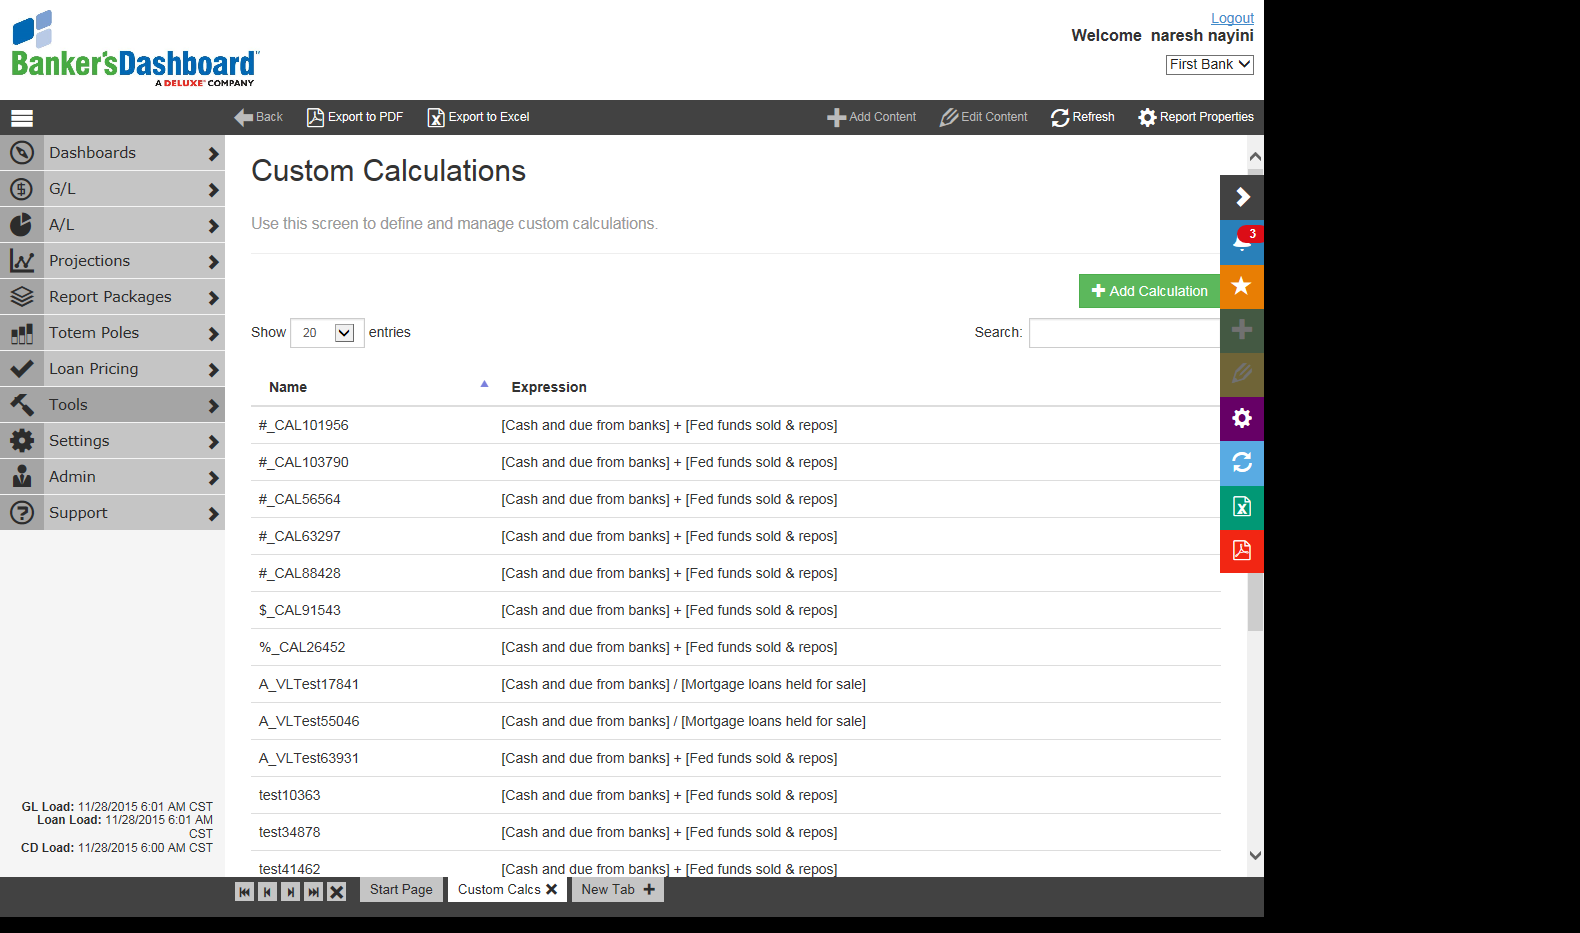 Logout
Welcome naresh nayini
First Bank
Banker'sDashboard
A DELUXE COMPANY
Back
Export to PDF
Export to Excel
Add Content
Edit Content
Refresh
Report Properties
Dashboards
G/L
A/L
Projections
Report Packages
Totem Poles
Loan Pricing
Tools
Settings
Admin
Support
GL Load: 11/28/2015 6:01 AM CST
Loan Load: 11/28/2015 6:01 AM
CST
CD Load: 11/28/2015 6:00 AM CST
Custom Calculations
Use this screen to define and manage custom calculations.
3
Add Calculation
Show 20 entries
Search:
Name Expression
#_CAL101956 [Cash and due from banks] + [Fed funds sold & repos]
#_CAL103790 [Cash and due from banks] + [Fed funds sold & repos]
#_CAL56564 [Cash and due from banks] + [Fed funds sold & repos]
#_CAL63297 [Cash and due from banks] + [Fed funds sold & repos]
#_CAL88428 [Cash and due from banks] + [Fed funds sold & repos]
$_CAL91543 [Cash and due from banks] + [Fed funds sold & repos]
%_CAL26452 [Cash and due from banks] + [Fed funds sold & repos]
A_VLTest17841 [Cash and due from banks] / [Mortgage loans held for sale]
A_VLTest55046 [Cash and due from banks] / [Mortgage loans held for sale]
A_VLTest63931 [Cash and due from banks] + [Fed funds sold & repos]
test10363 [Cash and due from banks] + [Fed funds sold & repos]
test34878 [Cash and due from banks] + [Fed funds sold & repos]
test41462 [Cash and due from banks] + [Fed funds sold & repos]
Start Page
Custom Calcs
New Tab